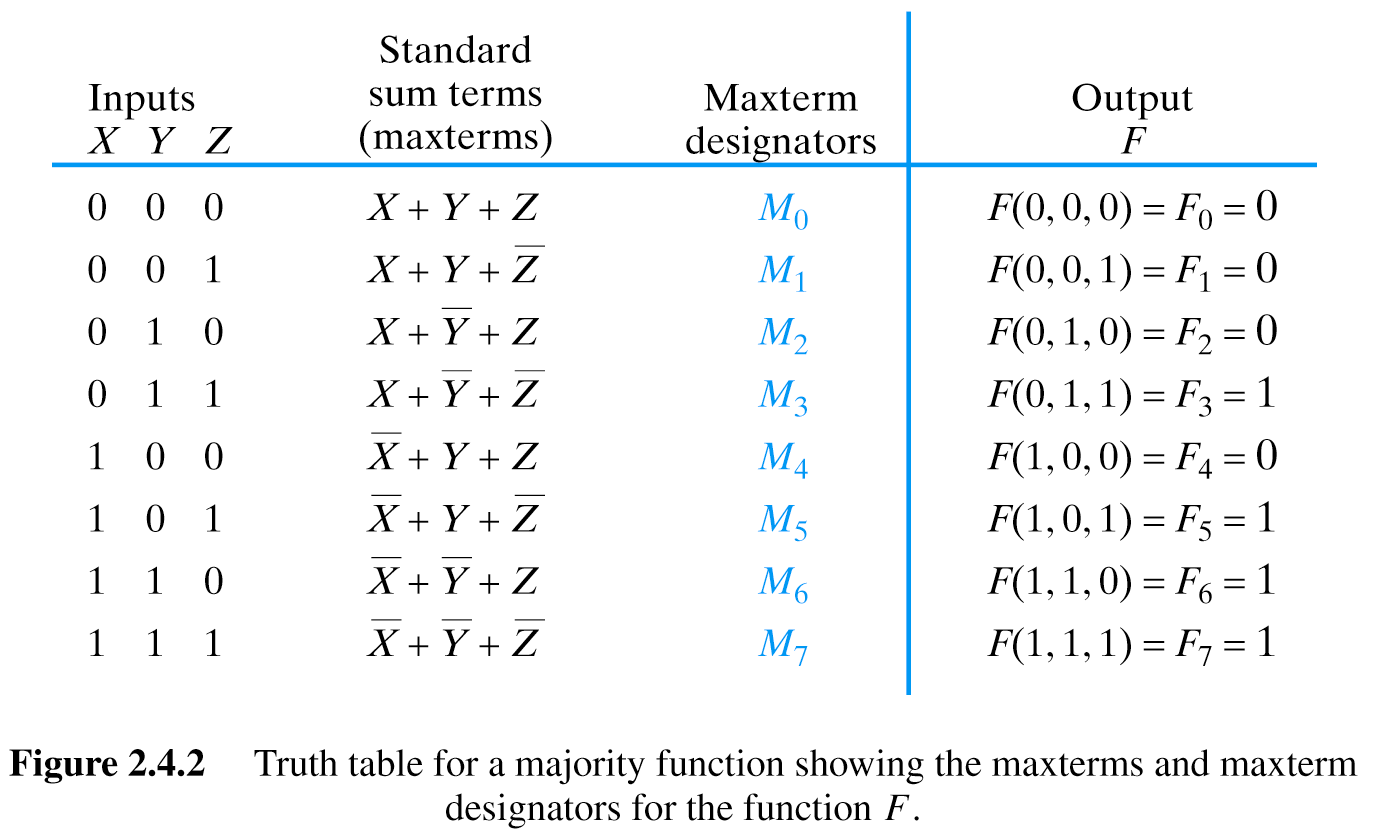 Inputs
X Y Z
Standard
sum terms
(maxterms)
Maxterm
designators
Output
F
0 0 0 X + Y + Z M₀ F(0, 0, 0) = F₀ = 0
0 0 1 X + Y + Z̅ M₁ F(0, 0, 1) = F₁ = 0
0 1 0 X + Y̅ + Z M₂ F(0, 1, 0) = F₂ = 0
0 1 1 X + Y̅ + Z̅ M₃ F(0, 1, 1) = F₃ = 1
1 0 0 X̅ + Y + Z M₄ F(1, 0, 0) = F₄ = 0
1 0 1 X̅ + Y + Z̅ M₅ F(1, 0, 1) = F₅ = 1
1 1 0 X̅ + Y̅ + Z M₆ F(1, 1, 0) = F₆ = 1
1 1 1 X̅ + Y̅ + Z̅ M₇ F(1, 1, 1) = F₇ = 1
Figure 2.4.2 Truth table for a majority function showing the maxterms and maxterm
designators for the function F.